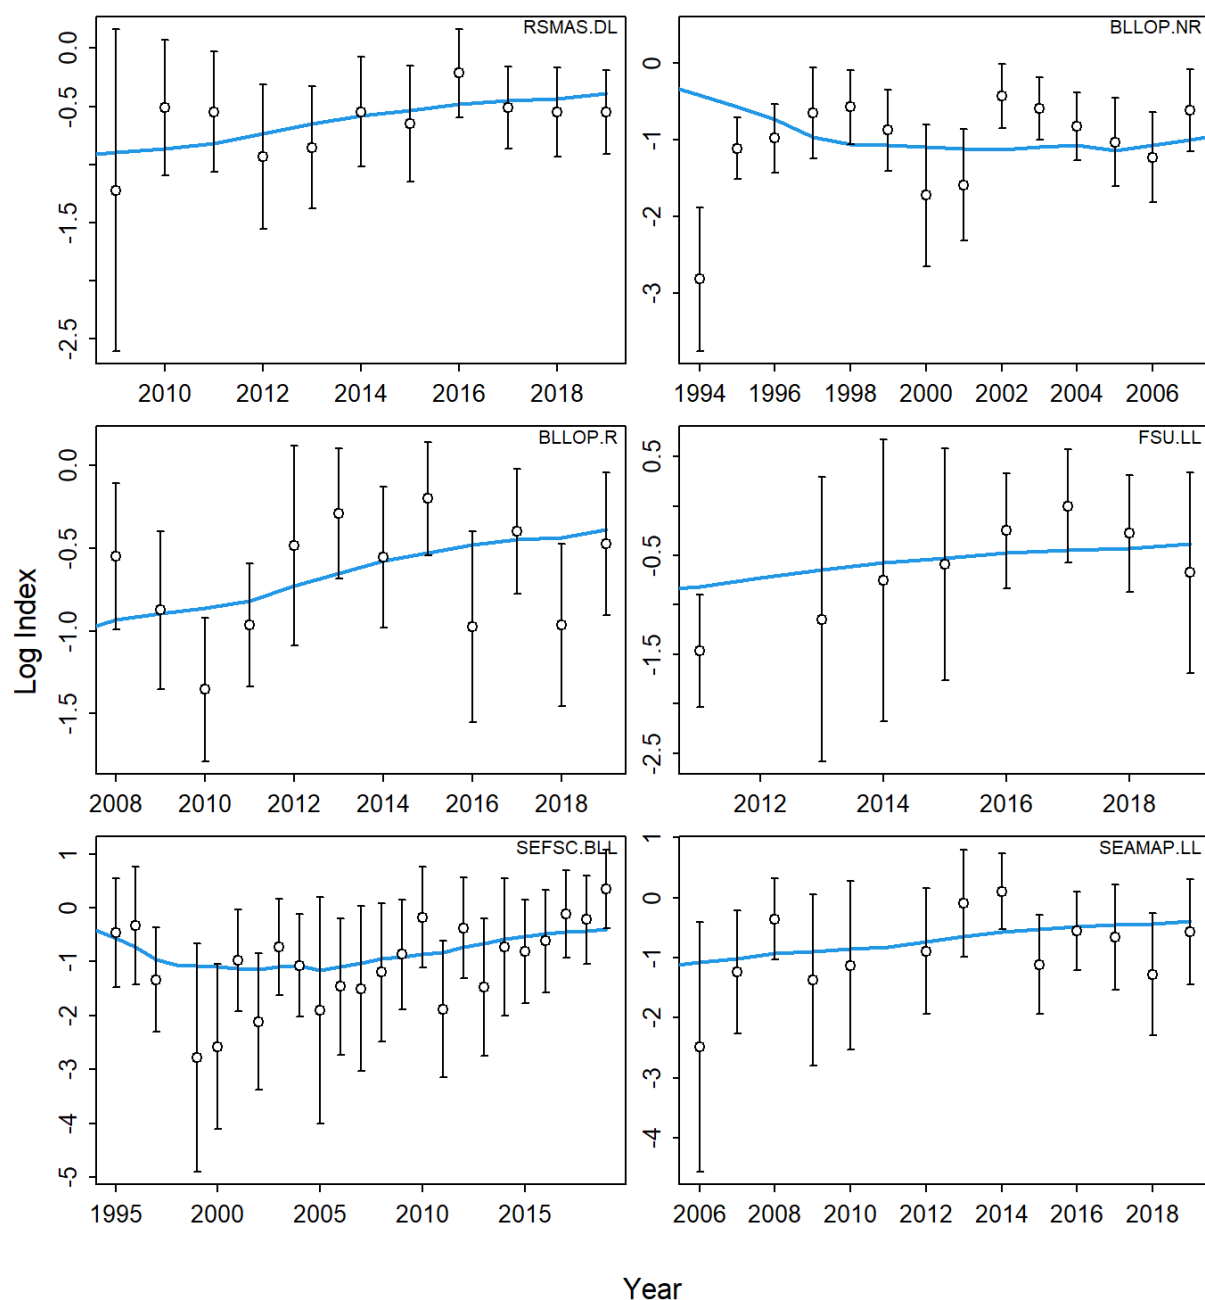 RSMAS.DL
0.0
-0.5
-1.5
-2.5
2010 2012 2014 2016 2018
BLLOP.NR
0
-1
-2
-3
1994 1996 1998 2000 2002 2004 2006
BLLOP.R
0.0
-0.5
-1.0
-1.5
2008 2010 2012 2014 2016 2018
FSU.LL
0.5
-0.5
-1.5
-2.5
2012 2014 2016 2018
SEFSC.BLL
1
0
-1
-2
-3
-4
-5
1995 2000 2005 2010 2015
SEAMAP.LL
1
0
-1
-2
-3
-4
2006 2008 2010 2012 2014 2016 2018
Log Index
Year